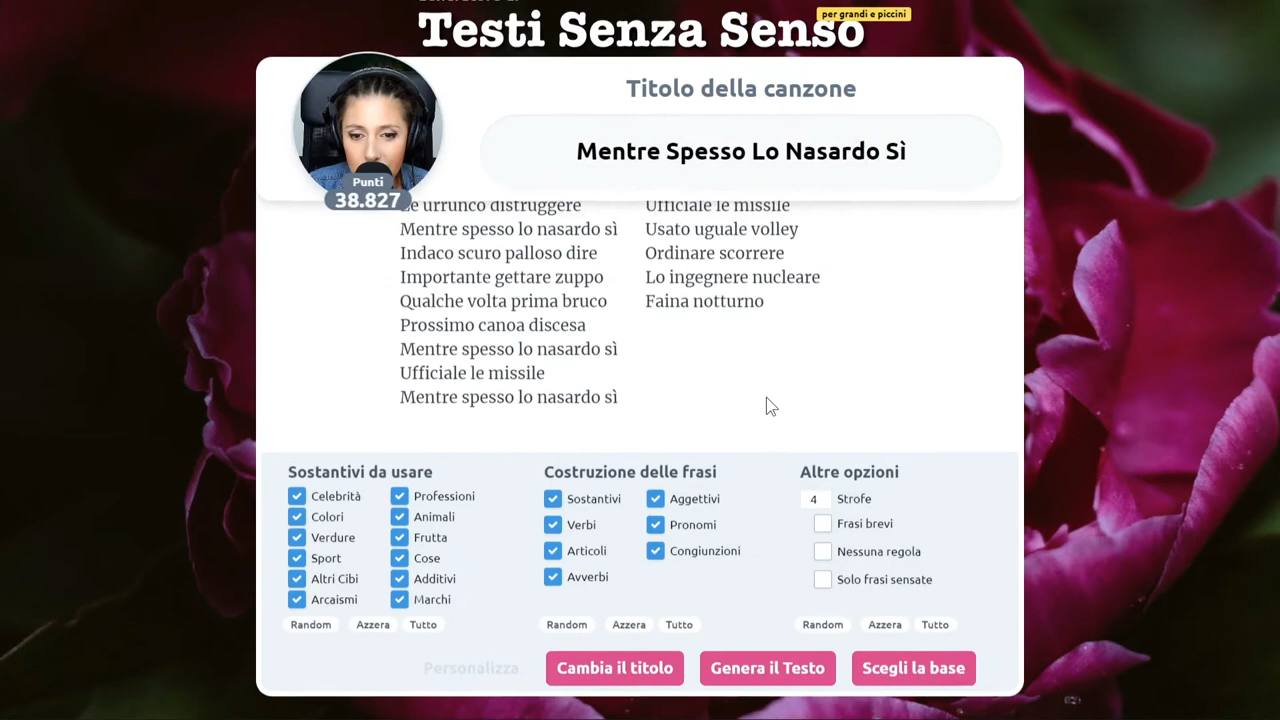 per grandi e piccini
Testi Senza Senso
Titolo della canzone
Mentre Spesso Lo Nasardo Sì
Punti
38.827
Le urrunco distruggere
Mentre spesso lo nasardo sì
Indaco scuro palloso dire
Importante gettare zuppo
Qualche volta prima bruco
Prossimo canoa discesa
Mentre spesso lo nasardo sì
Ufficiale le missile
Mentre spesso lo nasardo sì
Ufficiale le missile
Usato uguale volley
Ordinare scorrere
Lo ingegnere nucleare
Faina notturno
Sostantivi da usare
Celebrità
Professioni
Colori
Animali
Verdure
Frutta
Sport
Cose
Altri Cibi
Additivi
Arcaismi
Marchi
Random
Azzera
Tutto
Costruzione delle frasi
Sostantivi
Aggettivi
Verbi
Pronomi
Articoli
Congiunzioni
Avverbi
Random
Azzera
Tutto
Altre opzioni
4 Strofe
Frasi brevi
Nessuna regola
Solo frasi sensate
Random
Azzera
Tutto
Personalizza
Cambia il titolo
Genera il Testo
Scegli la base